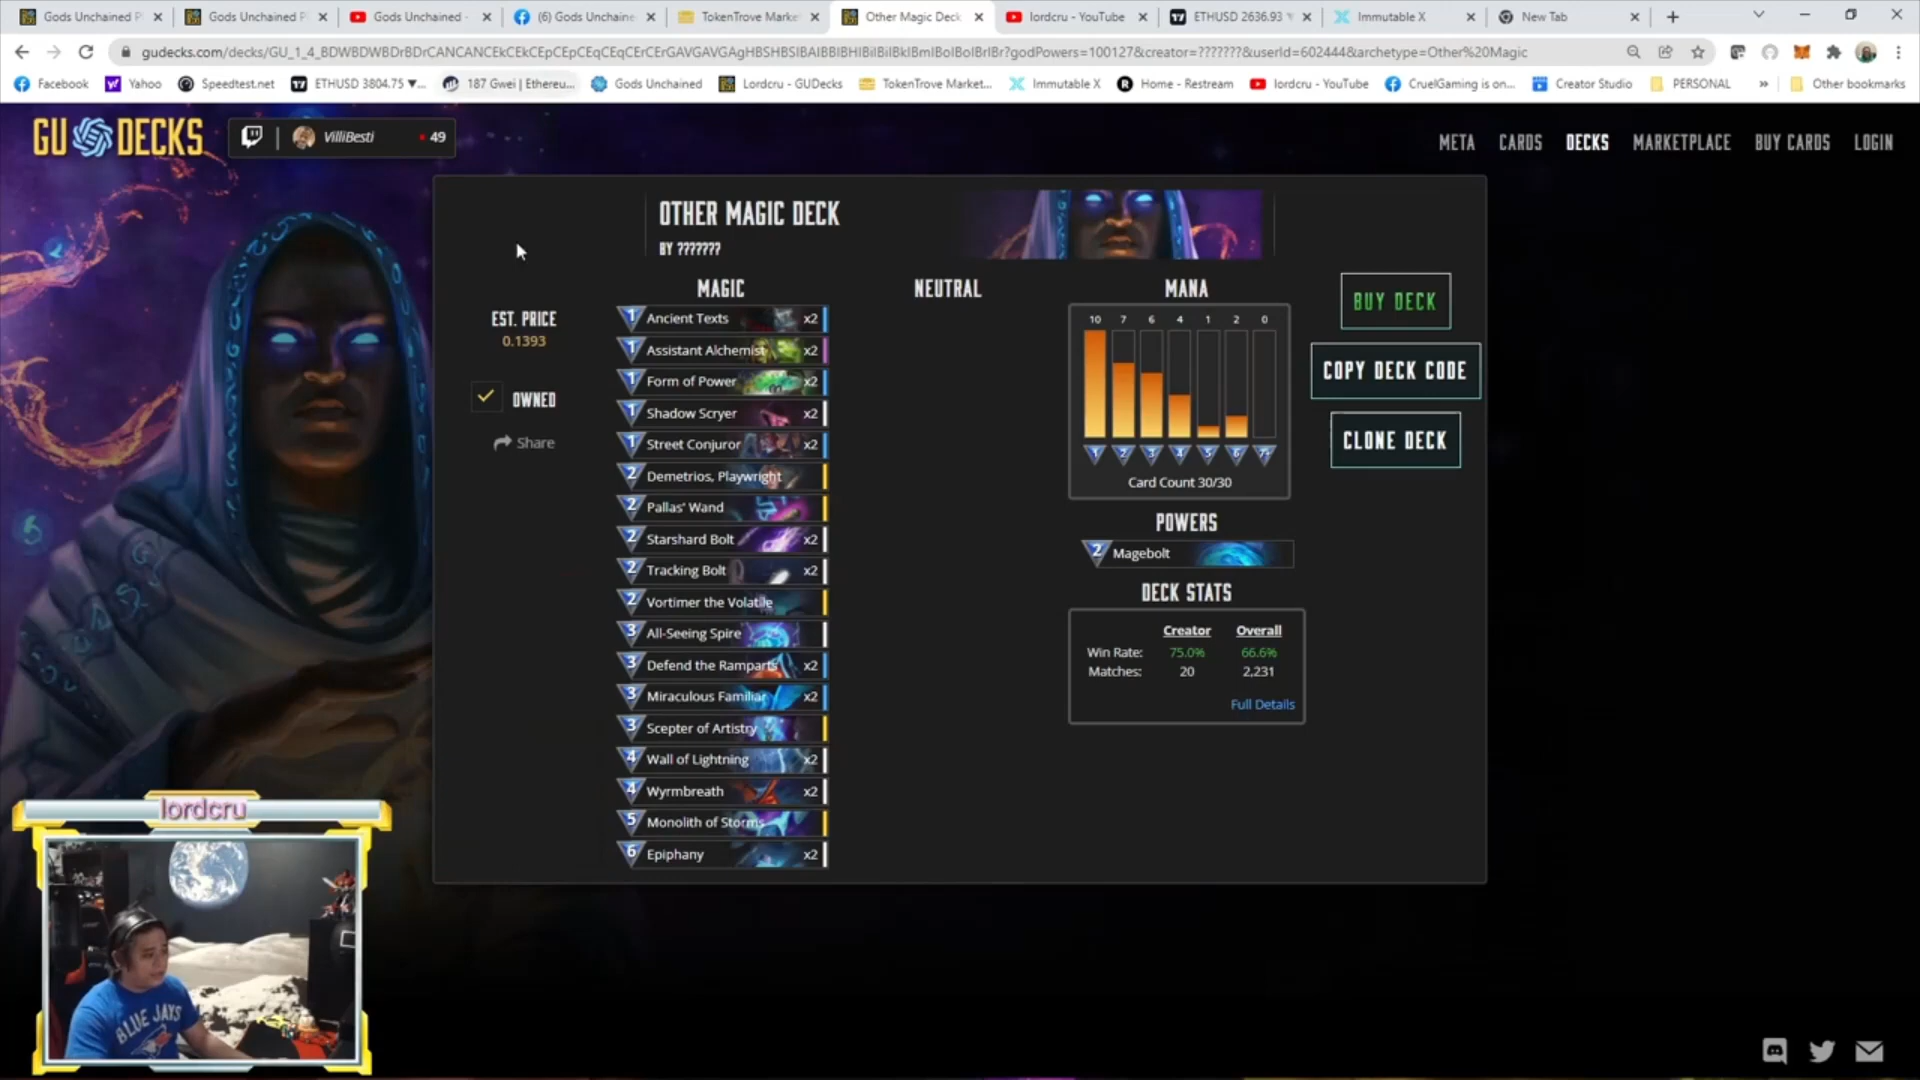 Gods Unchained Pl
Gods Unchained P
Gods Unchained -
(6) Gods Unchaine
TokenTrove Marke
Other Magic Deck
lordcru - YouTube
ETHUSD 2636.93
Immutable X
New Tab
gudecks.com/decks/GU_1_4_BDWBDWBDrBDrCANCANCEkCEkCEpCEpCEqCEqCErCErGAVGAVGAgHBSHBSIBAIBBIBHIBiIBiIBkIBmIBoIBoIBrIBr?godPowers=100127&creator=???????&userId=602444&archetype=Other%20Magic
Facebook
Yahoo
Speedtest.net
ETHUSD 3804.75 ▼...
187 Gwei | Ethereu...
Gods Unchained
Lordcru - GUDecks
TokenTrove Market...
Immutable X
Home - Restream
lordcru - YouTube
CruelGaming is on...
Creator Studio
PERSONAL
»
Other bookmarks
GU DECKS
VilliBesti
49
META
CARDS
DECKS
MARKETPLACE
BUY CARDS
LOGIN
OTHER MAGIC DECK
BY ???????
EST. PRICE
0.1393
OWNED
Share
MAGIC
1 Ancient Texts x2
1 Assistant Alchemist x2
1 Form of Power x2
1 Shadow Scryer x2
1 Street Conjuror x2
2 Demetrios, Playwright
2 Pallas' Wand
2 Starshard Bolt x2
2 Tracking Bolt x2
2 Vortimer the Volatile
3 All-Seeing Spire
3 Defend the Ramparts x2
3 Miraculous Familiar x2
3 Scepter of Artistry
4 Wall of Lightning x2
4 Wyrmbreath x2
5 Monolith of Storms
6 Epiphany x2
NEUTRAL
MANA
10 7 6 4 1 2 0
1 2 3 4 5 6 7+
Card Count 30/30
POWERS
2 Magebolt
DECK STATS
Creator Overall
Win Rate: 75.0% 66.6%
Matches: 20 2,231
Full Details
BUY DECK
COPY DECK CODE
CLONE DECK
lordcru
BLUE JAYS